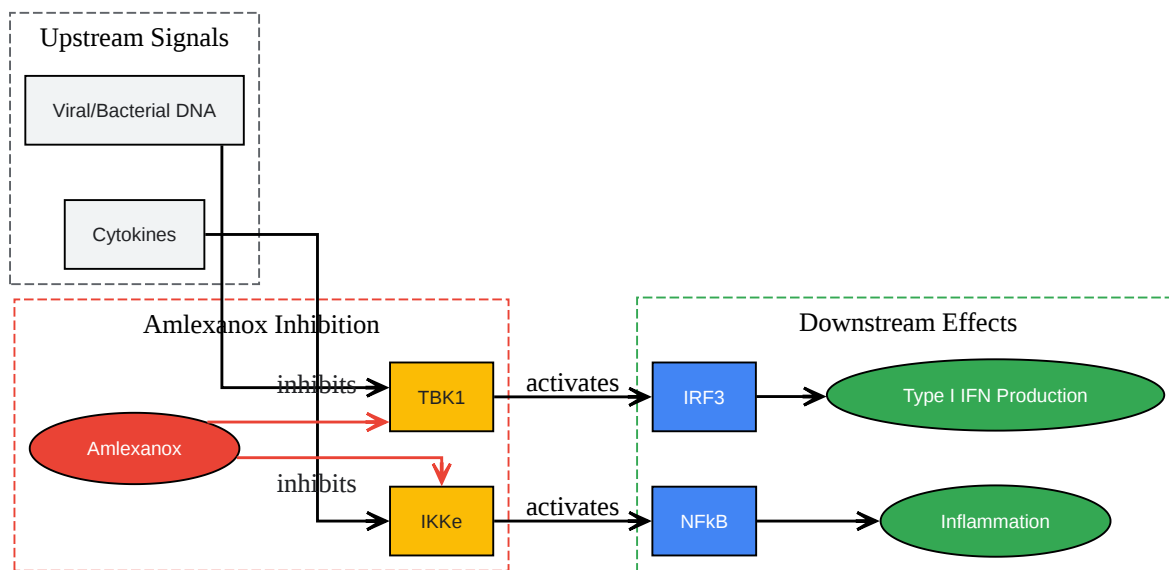 Upstream Signals
Viral/Bacterial DNA
Cytokines
Amlexanox Inhibition
Downstream Effects
inhibits
TBK1
activates
IRF3
Type I IFN Production
Amlexanox
inhibits
IKKe
activates
NFkB
Inflammation